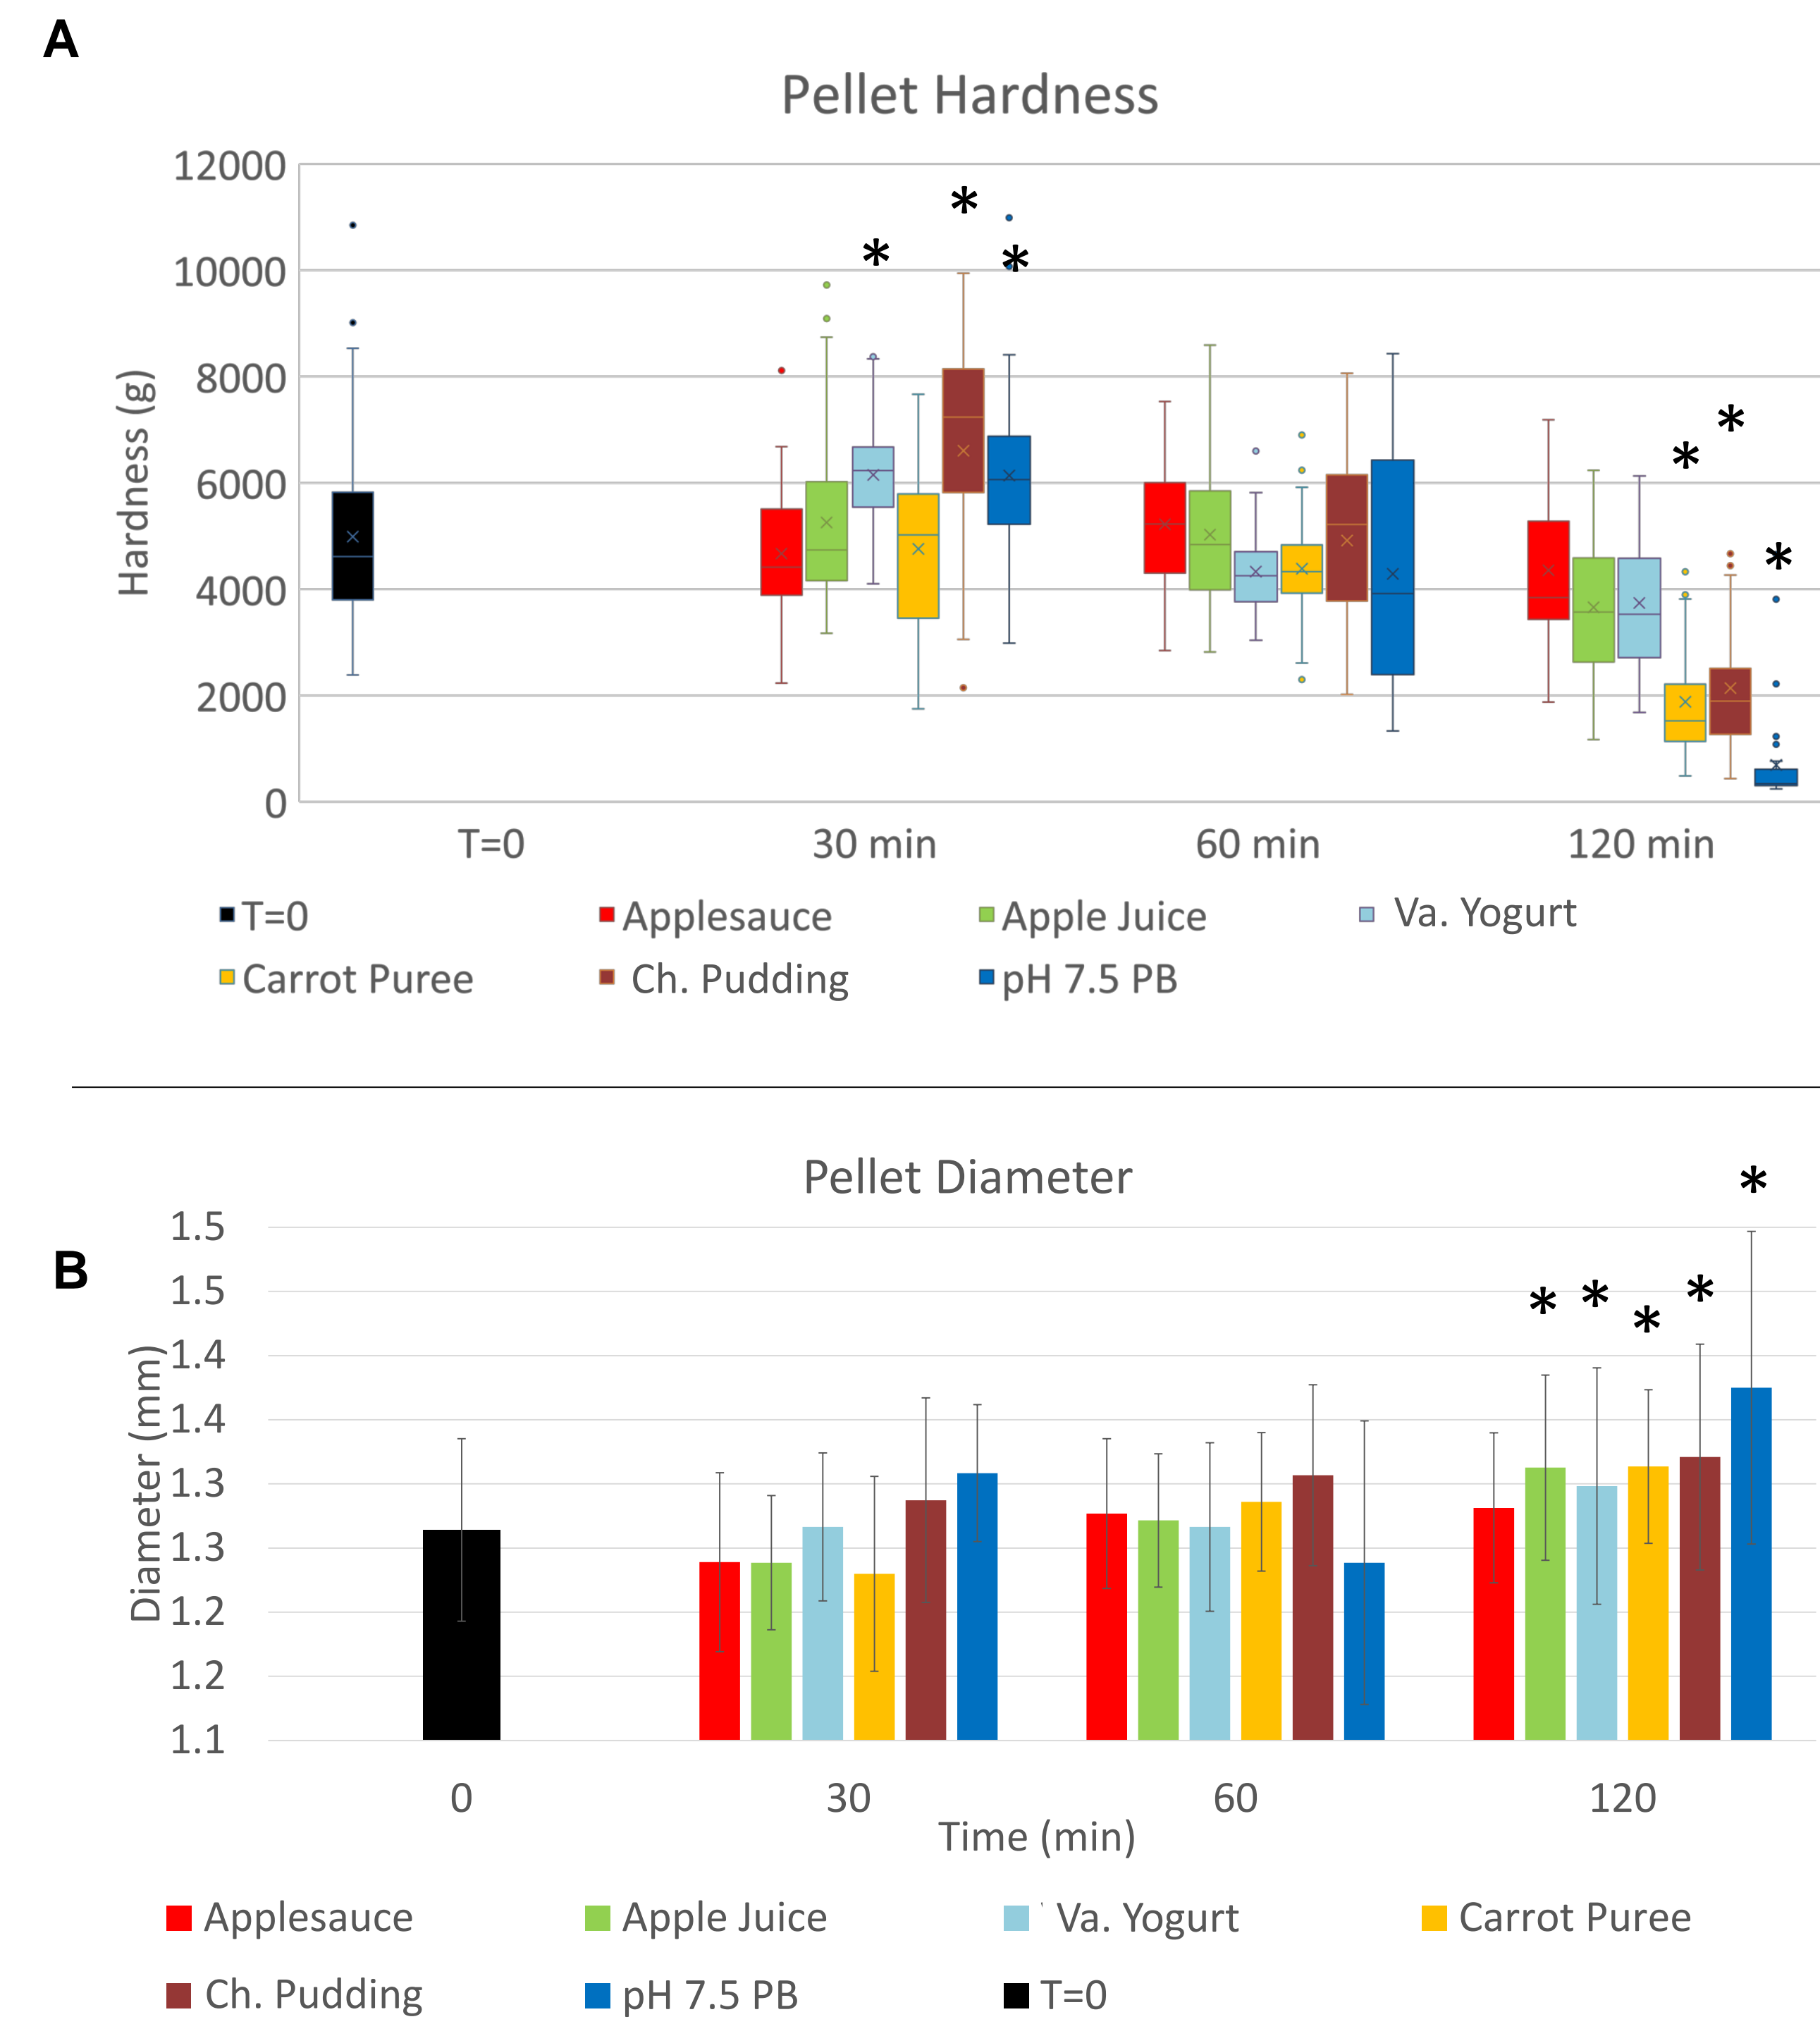 A
Pellet Hardness
12000
10000
8000
6000
4000
2000
0
Hardness (g)
* * *
* * *
T=0 30 min 60 min 120 min
T=0 Applesauce Apple Juice Va. Yogurt
Carrot Puree Ch. Pudding pH 7.5 PB
B
Pellet Diameter
1.5
1.5
1.4
1.4
1.3
1.3
1.2
1.2
1.1
Diameter (mm)
* * * * *
0 30 60 120
Time (min)
Applesauce Apple Juice ' Va. Yogurt Carrot Puree
Ch. Pudding pH 7.5 PB T=0